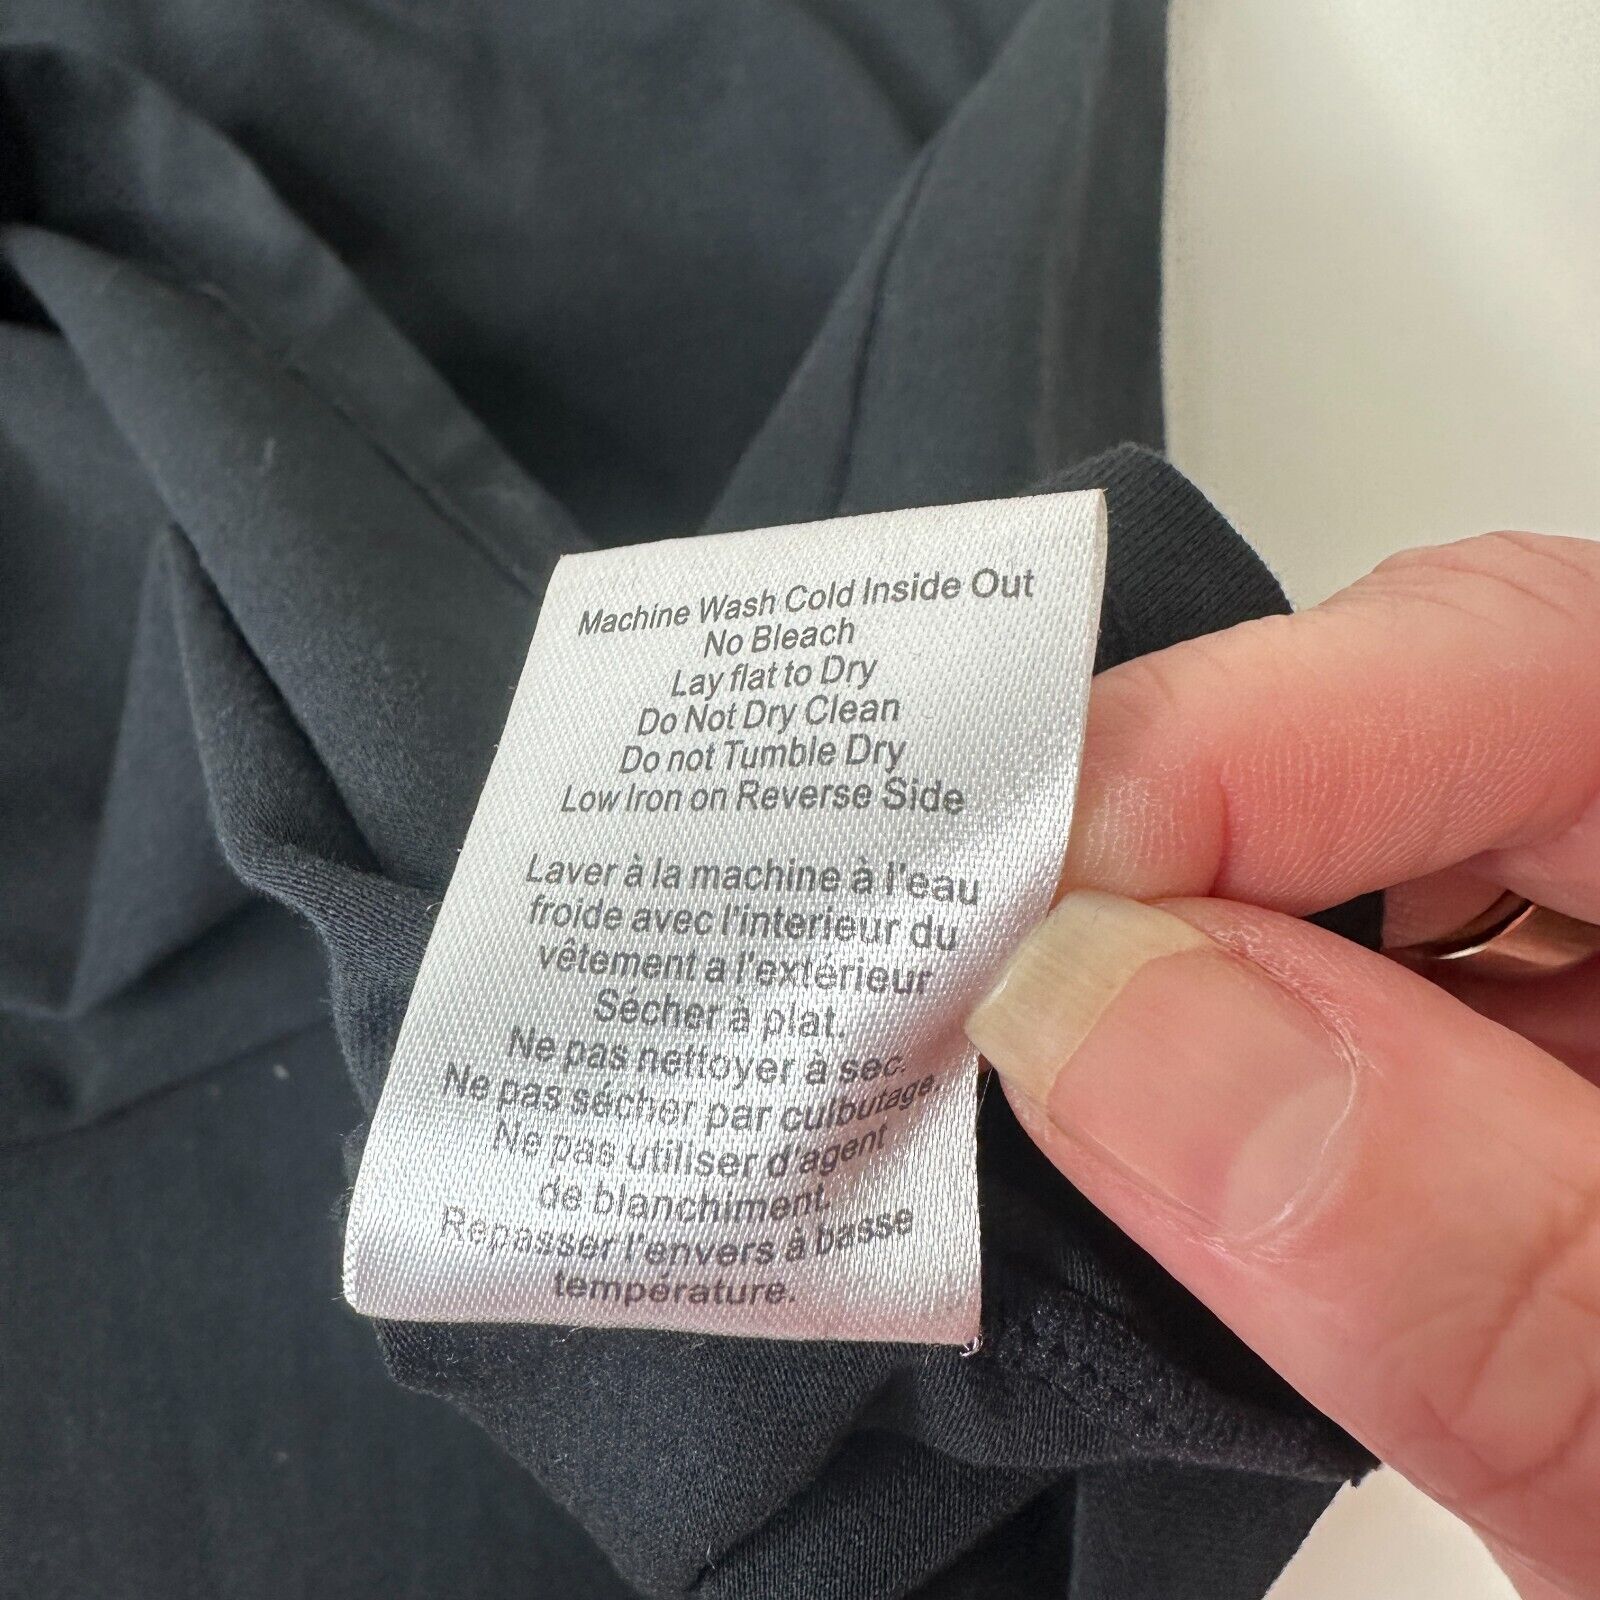 Machine Wash Cold Inside Out
No Bleach
Lay flat to Dry
Do Not Dry Clean
Do not Tumble Dry
Low Iron on Reverse Side
Laver à la machine à l'eau
froide avec l'interieur du
vêtement a l'extérieur
Sécher à plat.
Ne pas nettoyer à sec.
Ne pas sécher par culbutage.
Ne pas utiliser d'agent
de blanchiment.
Repasser l'envers à basse
température.